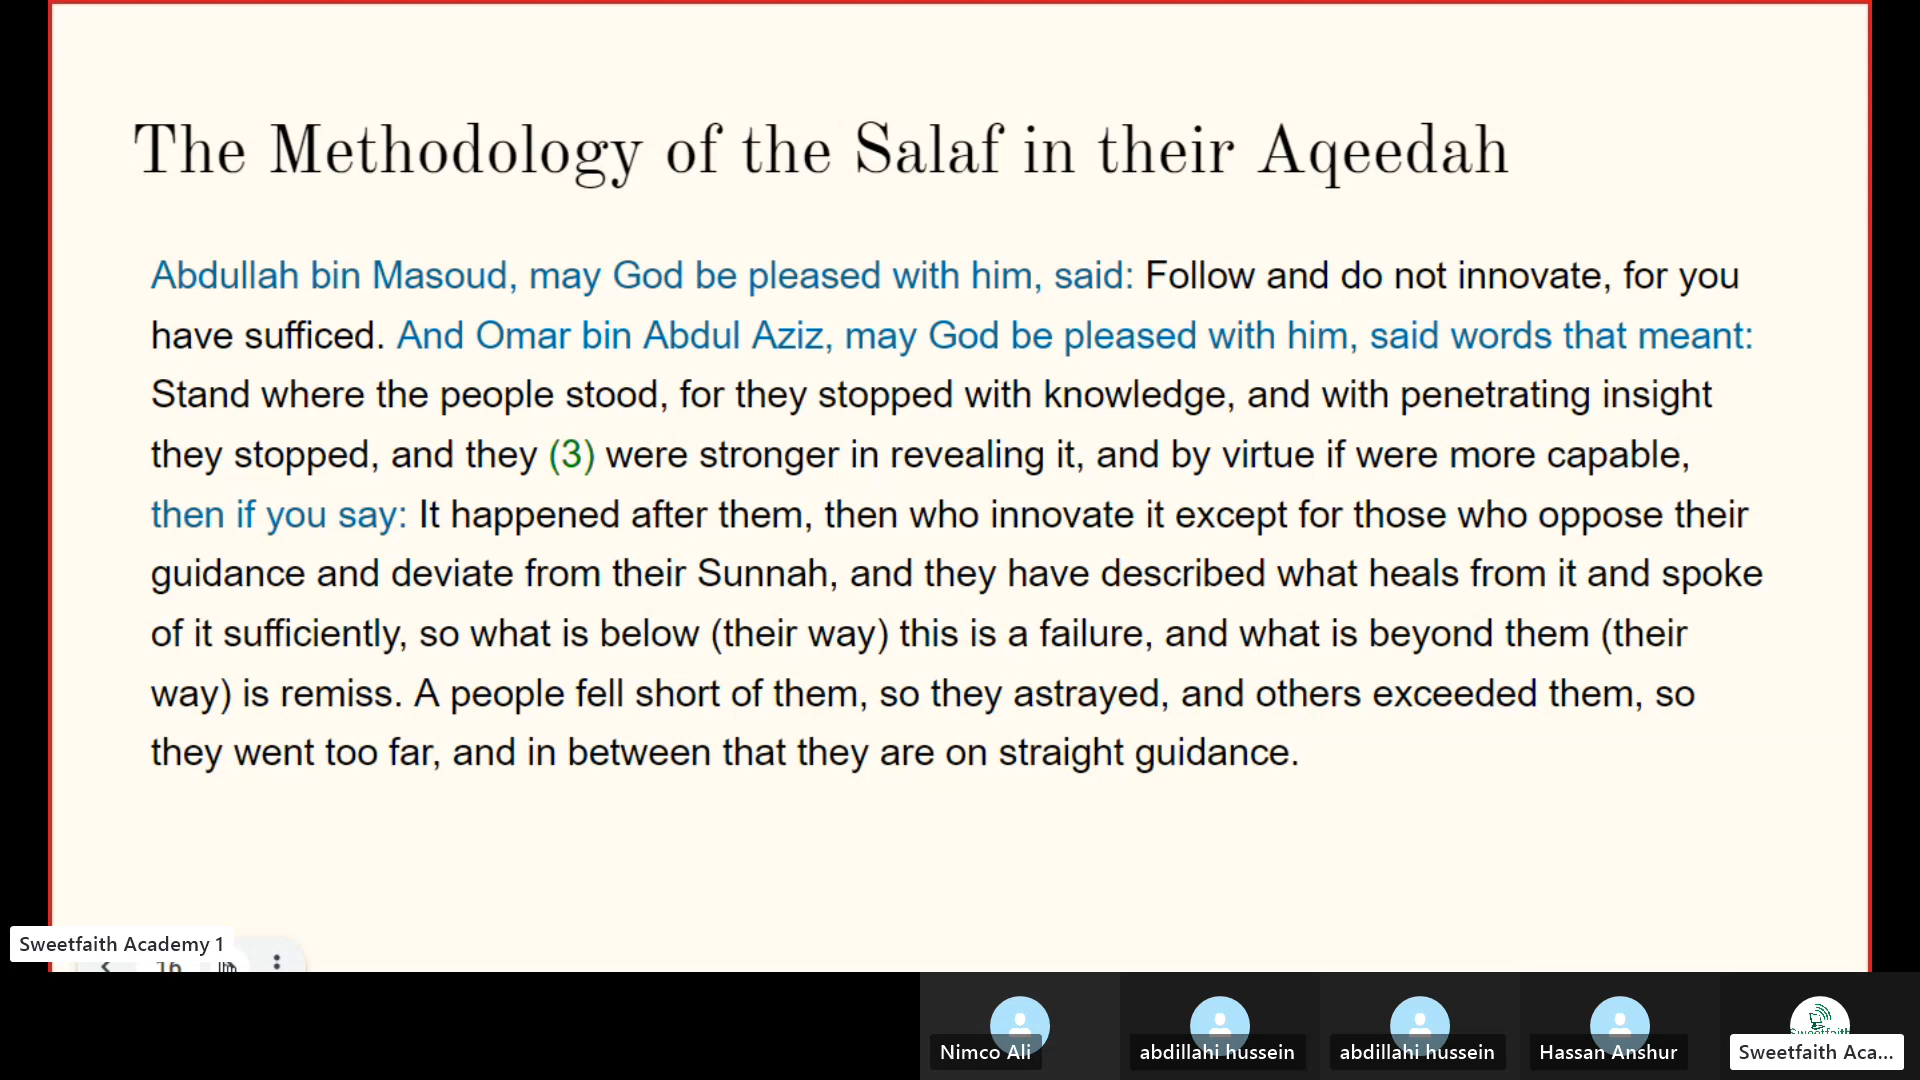 The Methodology of the Salaf in their Aqeedah
Abdullah bin Masoud, may God be pleased with him, said: Follow and do not innovate, for you
have sufficed. And Omar bin Abdul Aziz, may God be pleased with him, said words that meant:
Stand where the people stood, for they stopped with knowledge, and with penetrating insight
they stopped, and they (3) were stronger in revealing it, and by virtue if were more capable,
then if you say: It happened after them, then who innovate it except for those who oppose their
guidance and deviate from their Sunnah, and they have described what heals from it and spoke
of it sufficiently, so what is below (their way) this is a failure, and what is beyond them (their
way) is remiss. A people fell short of them, so they astrayed, and others exceeded them, so
they went too far, and in between that they are on straight guidance.
Sweetfaith Academy 1
16
Nimco Ali
abdillahi hussein
abdillahi hussein
Hassan Anshur
Sweetfaith Aca...